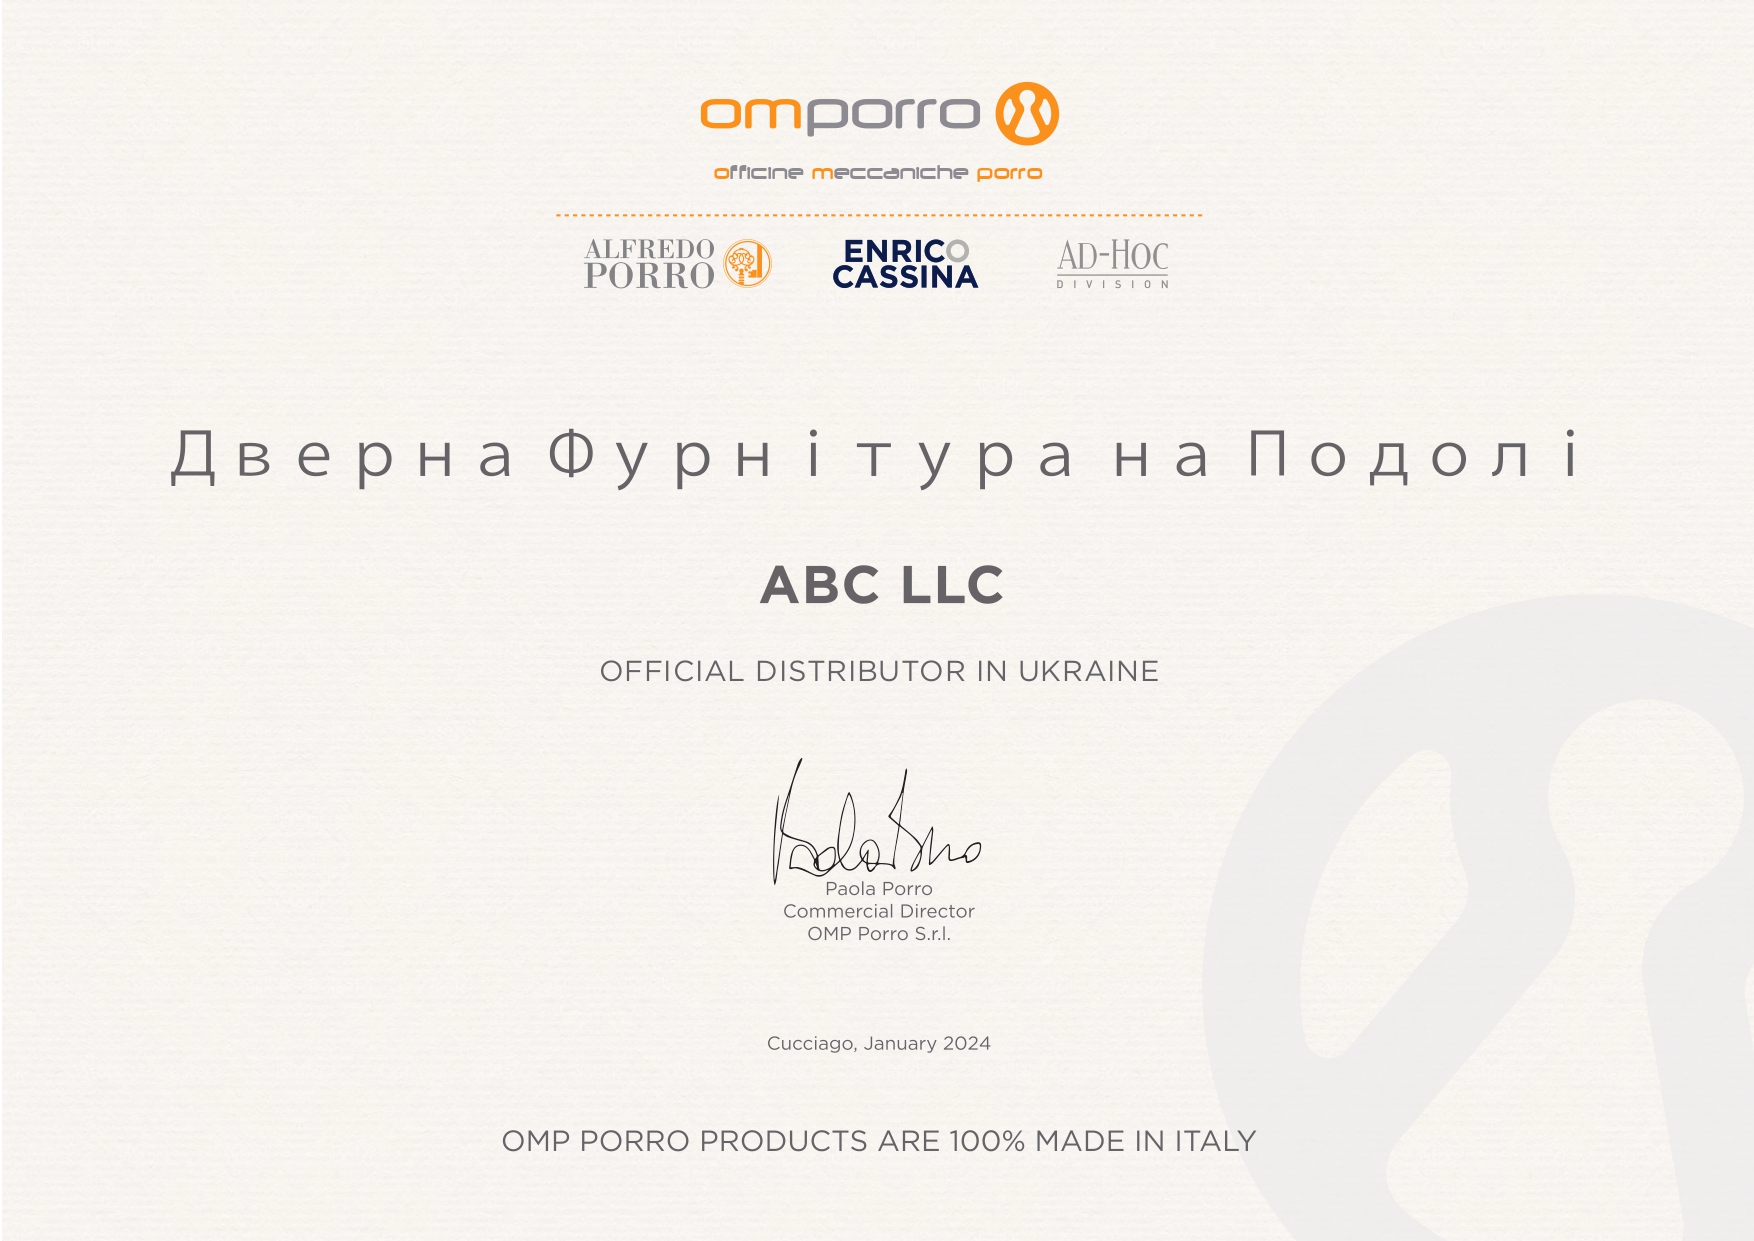 omporro
officine meccaniche porro
ALFREDO PORRO
ENRICO CASSINA
AD-HOC DIVISION
Дверна Фурнітура на Подолі
ABC LLC
OFFICIAL DISTRIBUTOR IN UKRAINE
Paola Porro
Commercial Director
OMP Porro S.r.l.
Cucciago, January 2024
OMP PORRO PRODUCTS ARE 100% MADE IN ITALY